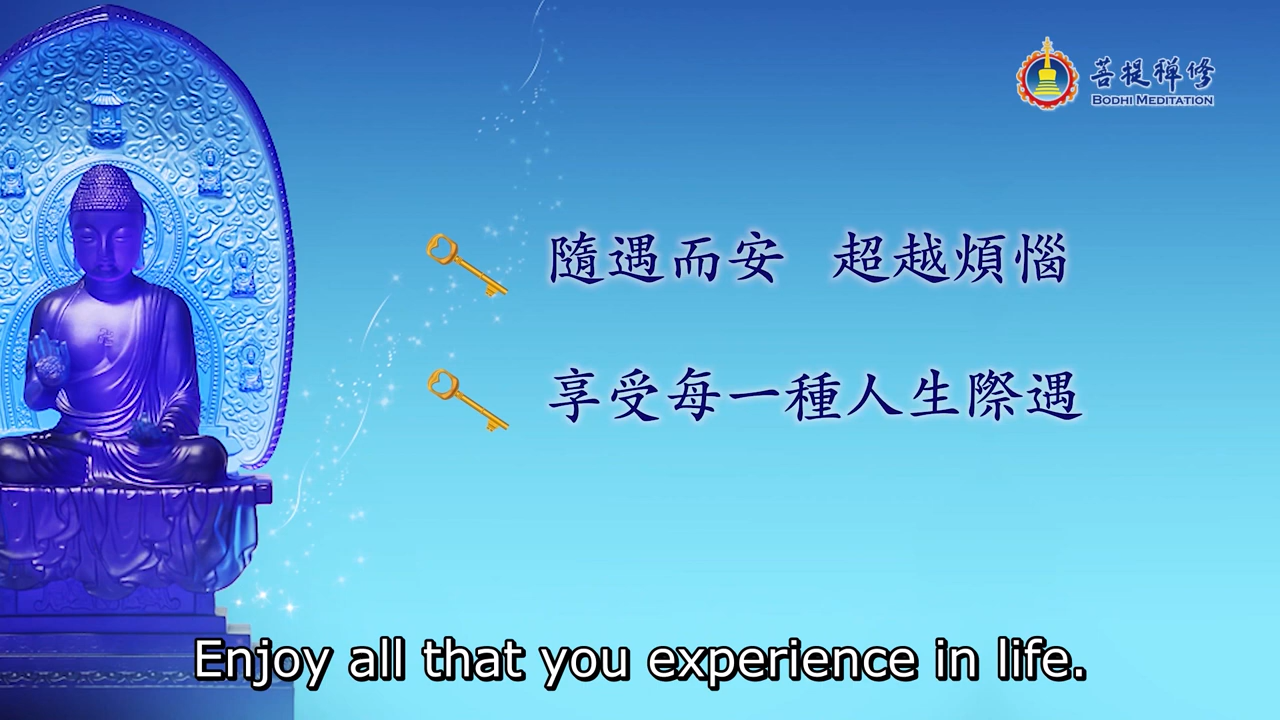 菩提禪修
BODHI MEDITATION
隨遇而安 超越煩惱
享受每一種人生際遇
Enjoy all that you experience in life.